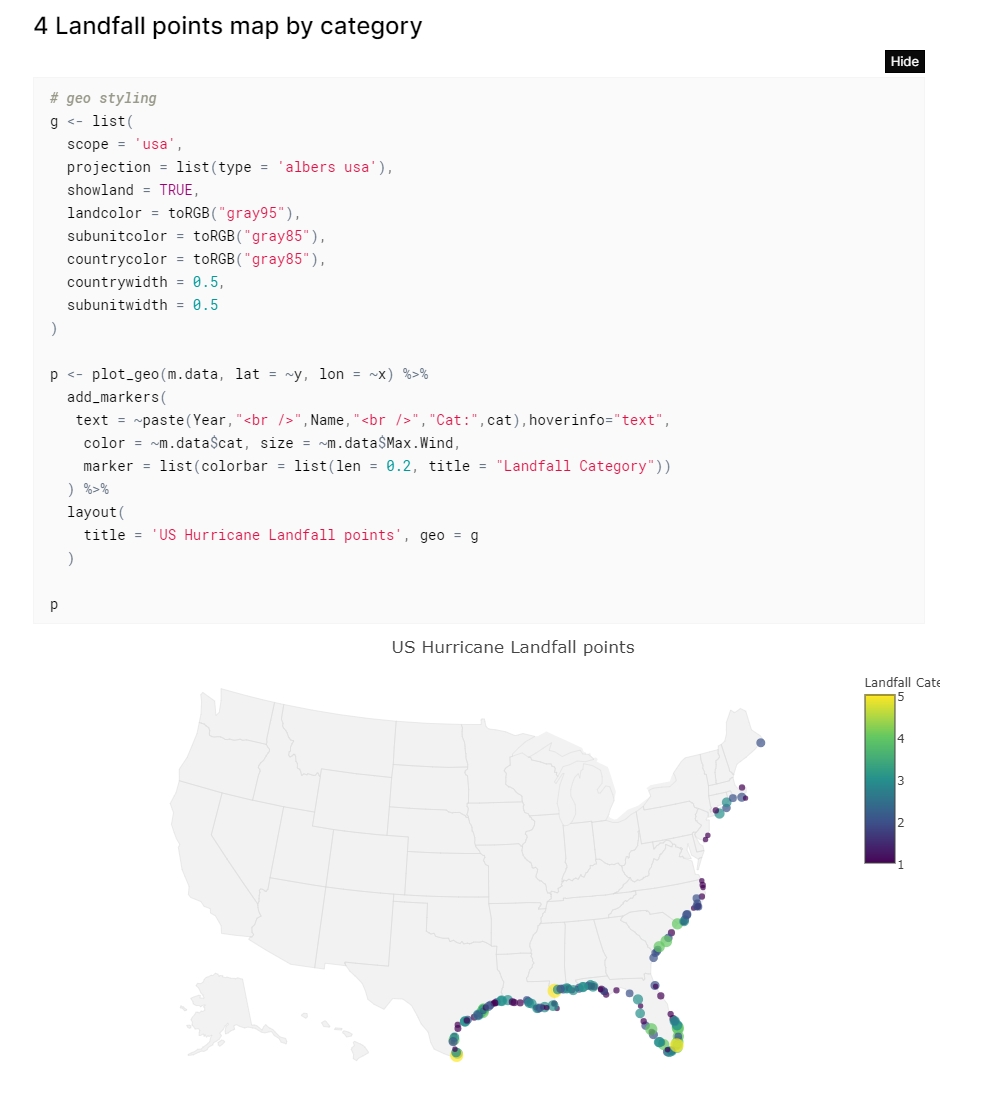 4 Landfall points map by category
Hide
# geo styling
g <- list(
  scope = 'usa',
  projection = list(type = 'albers usa'),
  showland = TRUE,
  landcolor = toRGB("gray95"),
  subunitcolor = toRGB("gray85"),
  countrycolor = toRGB("gray85"),
  countrywidth = 0.5,
  subunitwidth = 0.5
)
p <- plot_geo(m.data, lat = ~y, lon = ~x) %>%
  add_markers(
   text = ~paste(Year,"<br />",Name,"<br />","Cat:",cat),hoverinfo="text",
    color = ~m.data$cat, size = ~m.data$Max.Wind,
    marker = list(colorbar = list(len = 0.2, title = "Landfall Category"))
  ) %>%
  layout(
    title = 'US Hurricane Landfall points', geo = g
  )
p
US Hurricane Landfall points
Landfall Cate
5
4
3
2
1